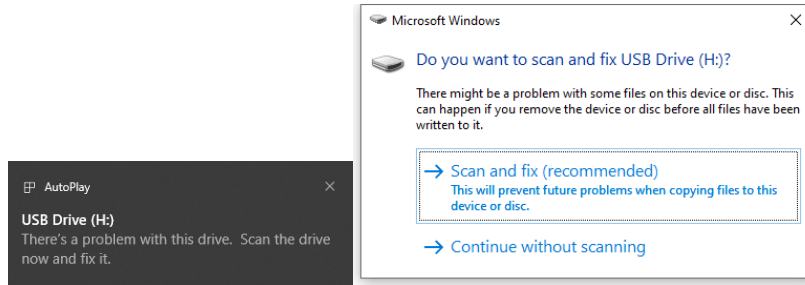 AutoPlay
USB Drive (H:)
There's a problem with this drive. Scan the drive
now and fix it.
Microsoft Windows
Do you want to scan and fix USB Drive (H:)?
There might be a problem with some files on this device or disc. This
can happen if you remove the device or disc before all files have been
written to it.
Scan and fix (recommended)
This will prevent future problems when copying files to this
device or disc.
Continue without scanning